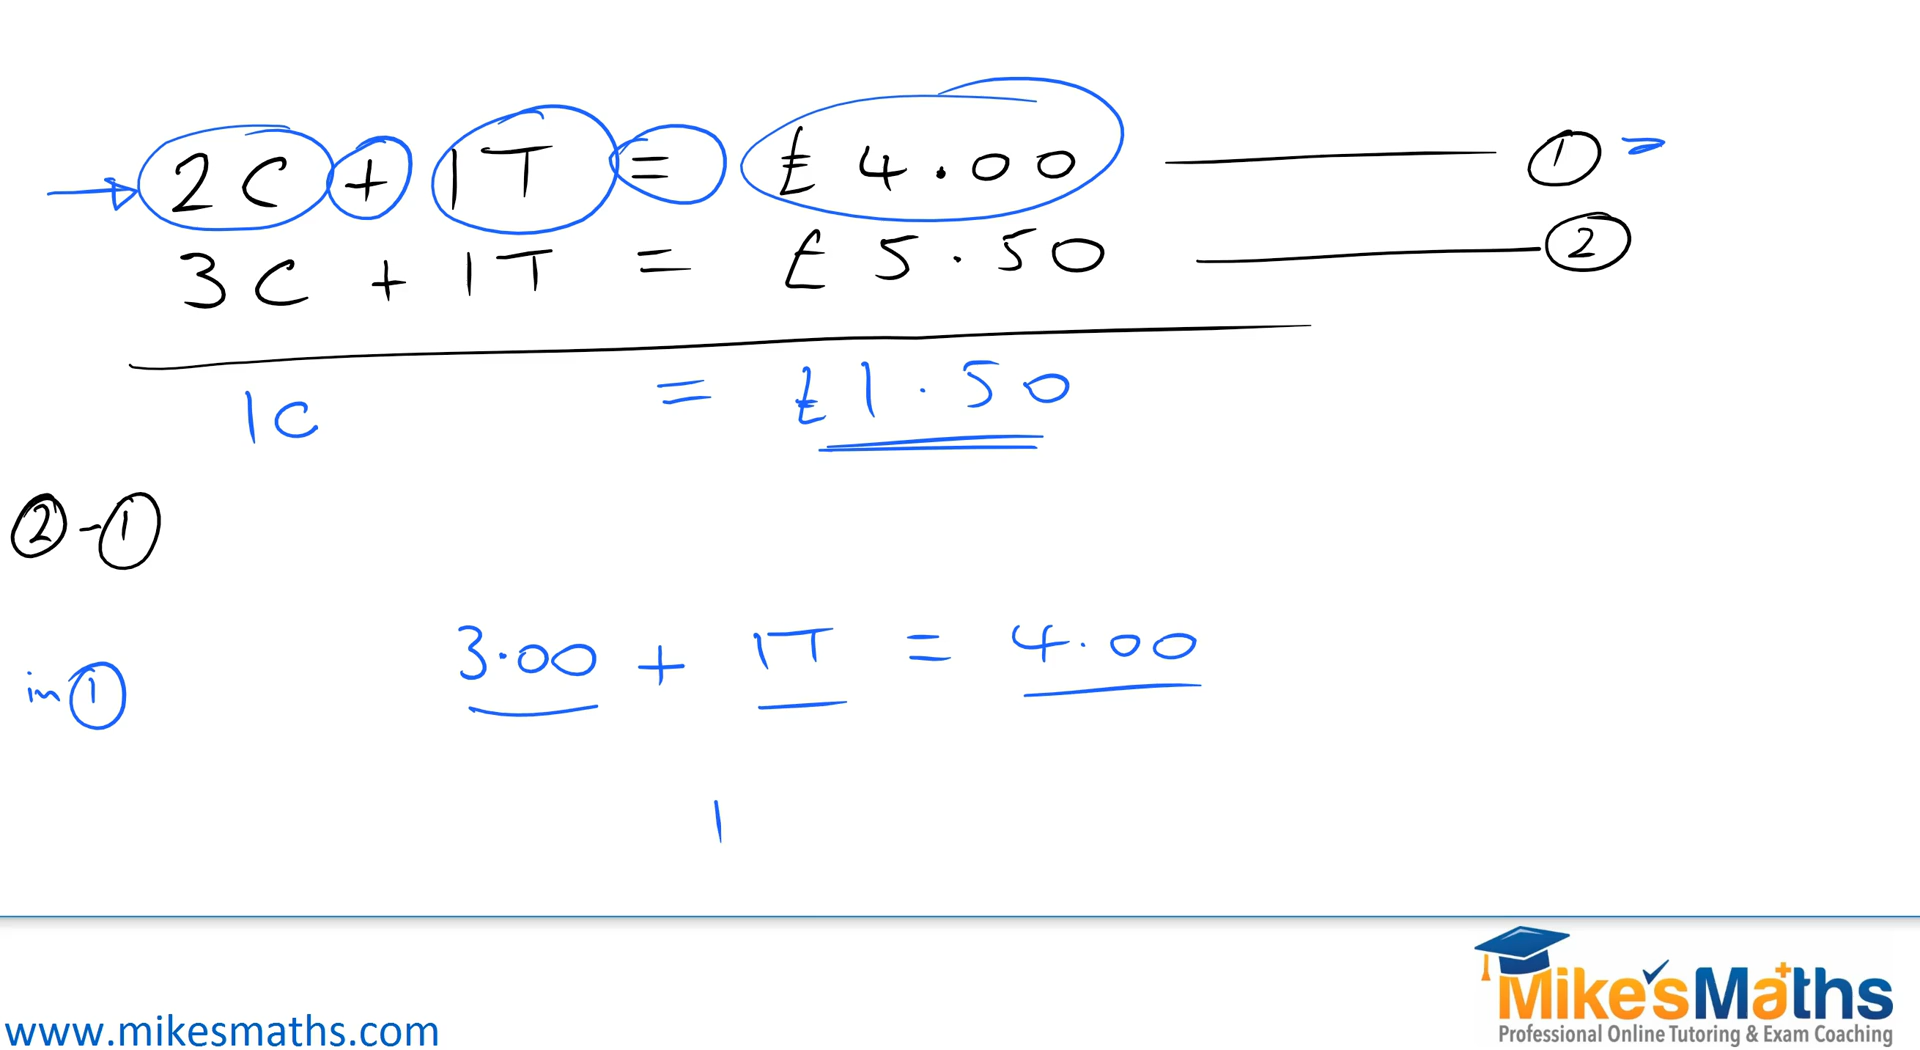 2C + 1T = £4.00 ① =
3C + 1T = £5.50 ②
1C = £1.50
② - ①
in ① 3.00 + 1T = 4.00
1
www.mikesmaths.com
Mike'sMaths
Professional Online Tutoring & Exam Coaching